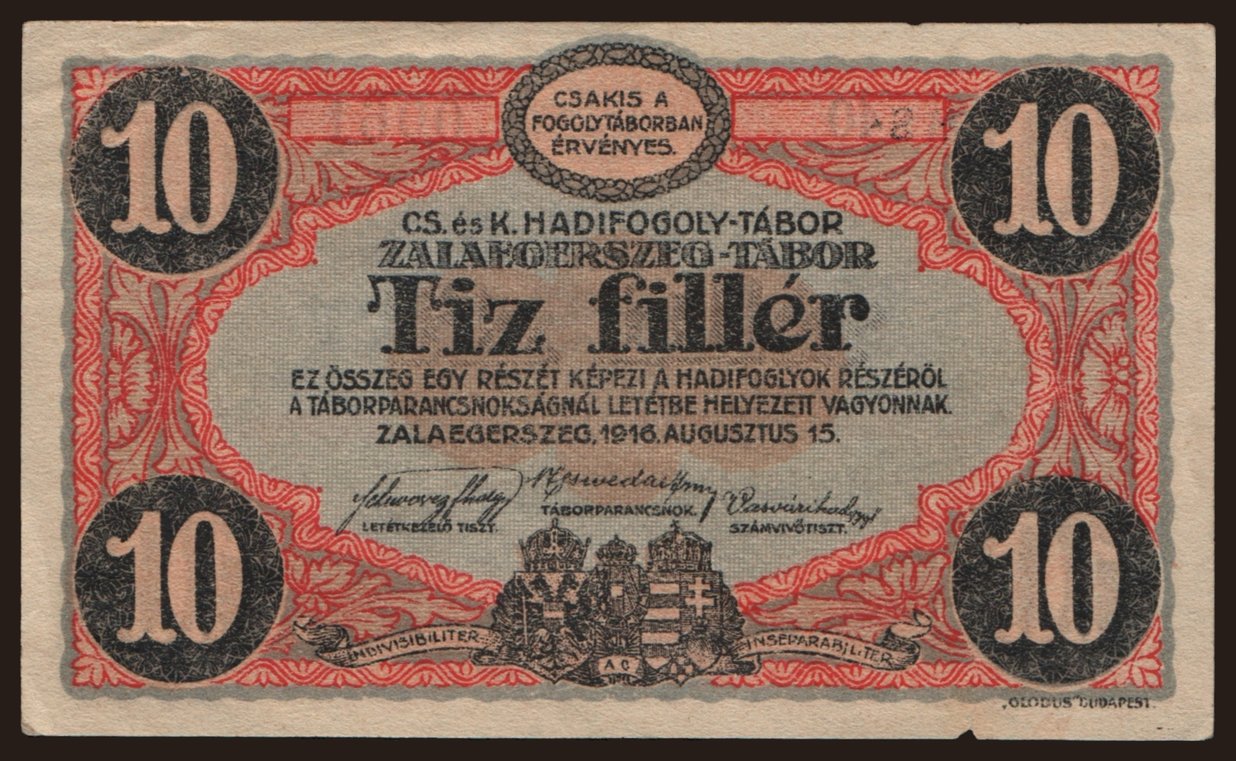 10
10
CSAKIS A
FOGOLYTÁBORBAN
ÉRVÉNYES.
CS. és K. HADIFOGOLY-TÁBOR
ZALAEGERSZEG-TÁBOR
Tiz fillér
EZ ÖSSZEG EGY RÉSZÉT KÉPEZI A HADIFOGLYOK RÉSZÉRÖL
A TÁBORPARANCSNOKSÁGNÁL LETÉTBE HELYEZETT VAGYONNAK.
ZALAEGERSZEG, 1916. AUGUSZTUS 15.
LETÉTKEZELŐ TISZT.
TÁBORPARANCSNOK.
SZÁMVIVŐTISZT.
10
10
INDIVISIBILITER
INSEPARABILITER
"GLOBUS" BUDAPEST.